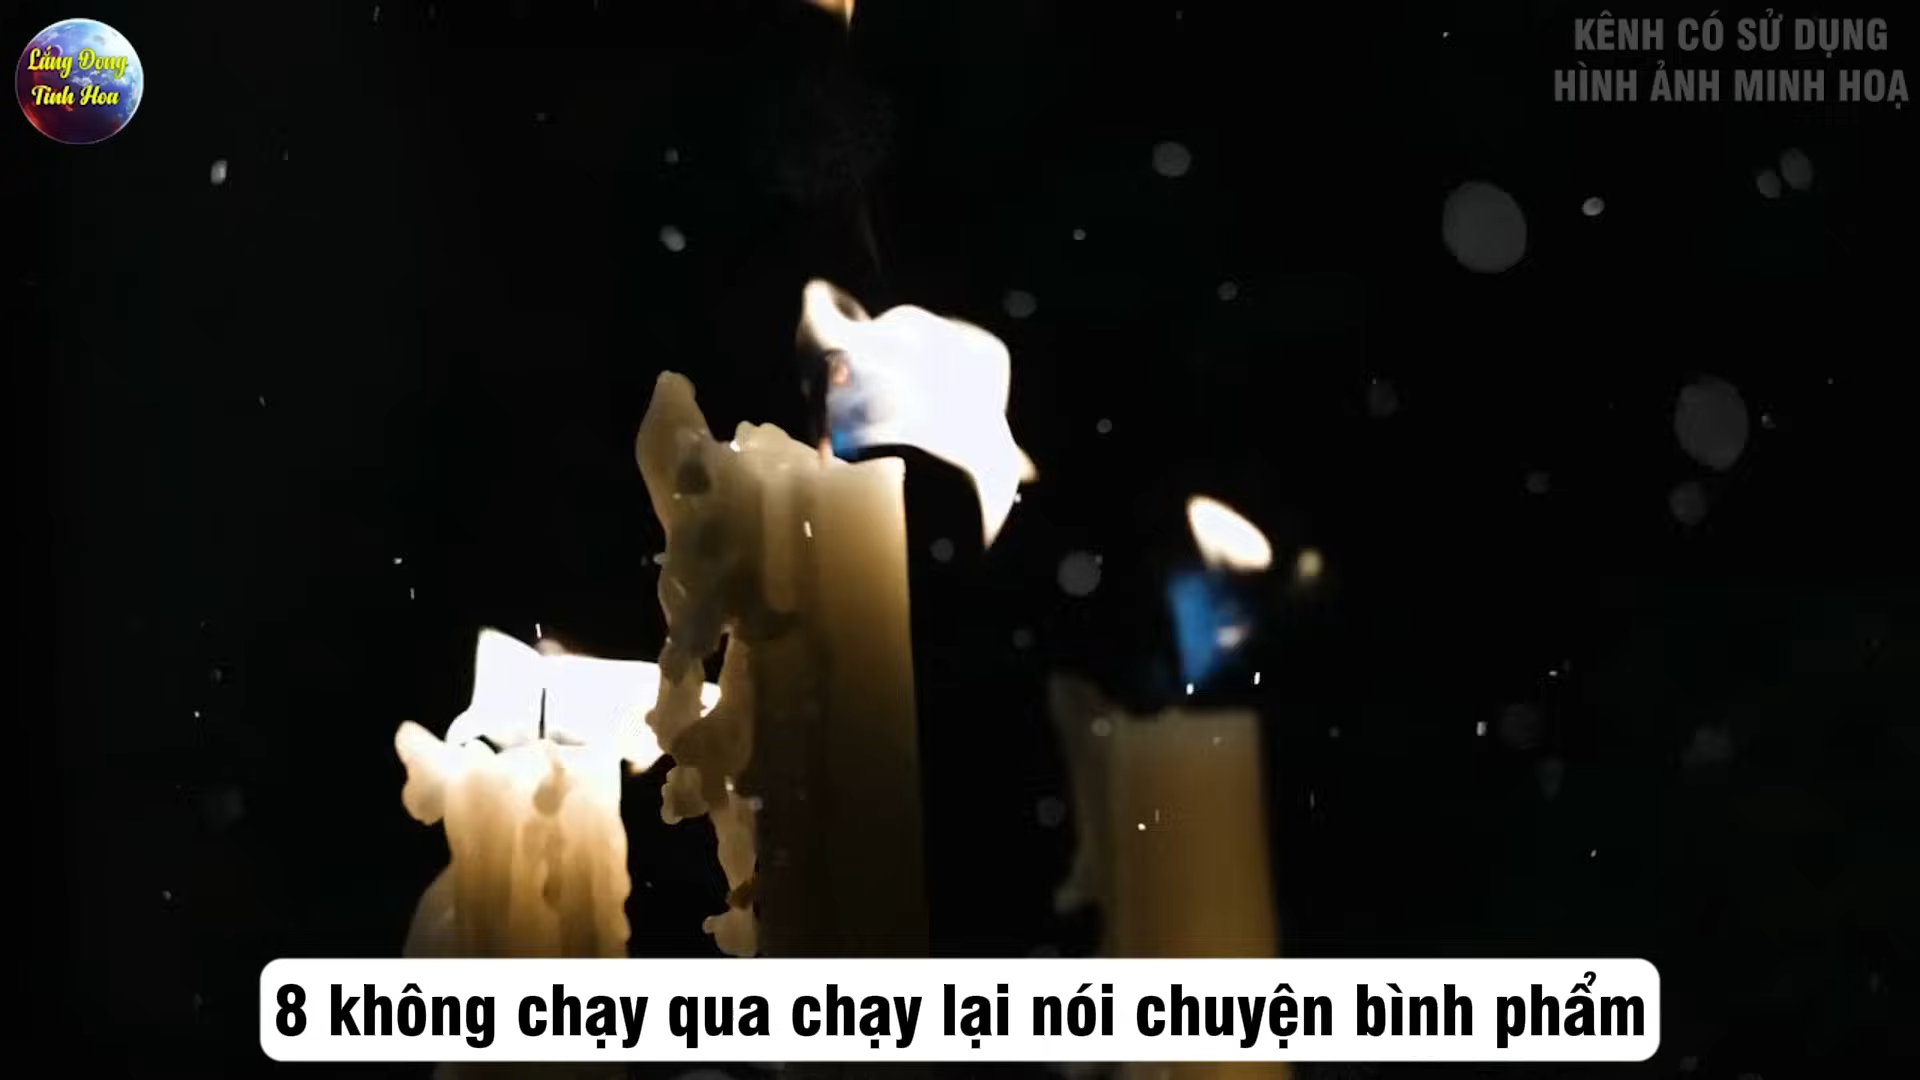 Lắng Đọng
Tinh Hoa
KÊNH CÓ SỬ DỤNG
HÌNH ẢNH MINH HOẠ
8 không chạy qua chạy lại nói chuyện bình phẩm